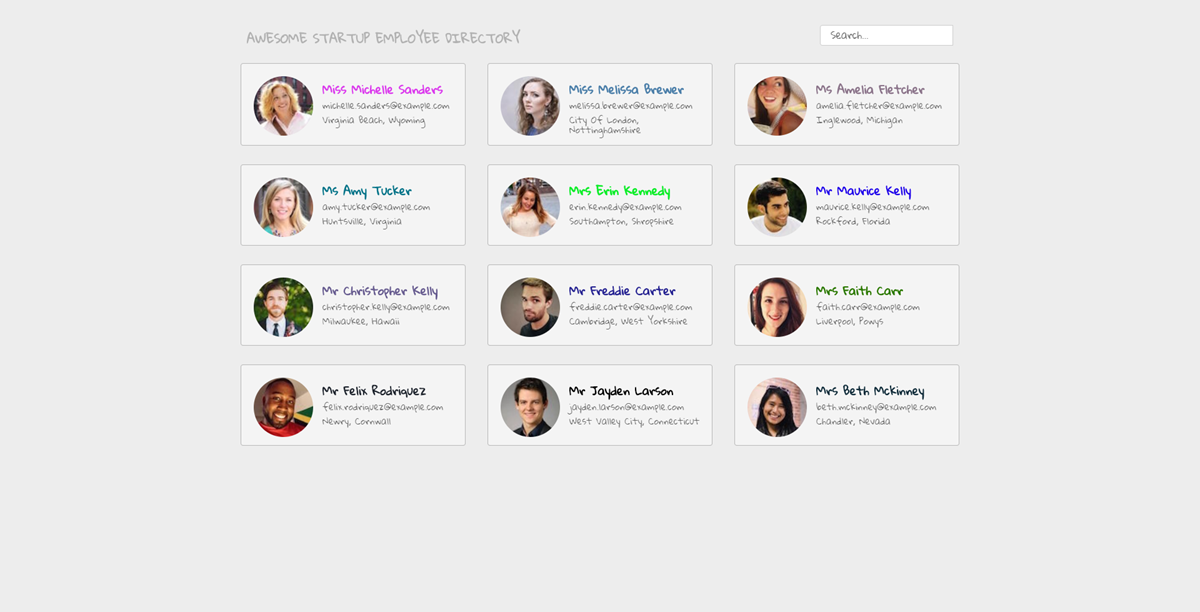 AWESOME STARTUP EMPLOYEE DIRECTORY
Search...
Miss Michelle Sanders
michelle.sanders@example.com
Virginia Beach, Wyoming
Miss Melissa Brewer
melissa.brewer@example.com
City Of London,
Nottinghamshire
Ms Amelia Fletcher
amelia.fletcher@example.com
Inglewood, Michigan
Ms Amy Tucker
amy.tucker@example.com
Huntsville, Virginia
Mrs Erin Kennedy
erin.kennedy@example.com
Southampton, Shropshire
Mr Maurice Kelly
maurice.kelly@example.com
Rockford, Florida
Mr Christopher Kelly
christopher.kelly@example.com
Milwaukee, Hawaii
Mr Freddie Carter
freddie.carter@example.com
Cambridge, West Yorkshire
Mrs Faith Carr
faith.carr@example.com
Liverpool, Powys
Mr Felix Rodriquez
felix.rodriquez@example.com
Newry, Cornwall
Mr Jayden Larson
jayden.larson@example.com
West Valley City, Connecticut
Mrs Beth Mckinney
beth.mckinney@example.com
Chandler, Nevada